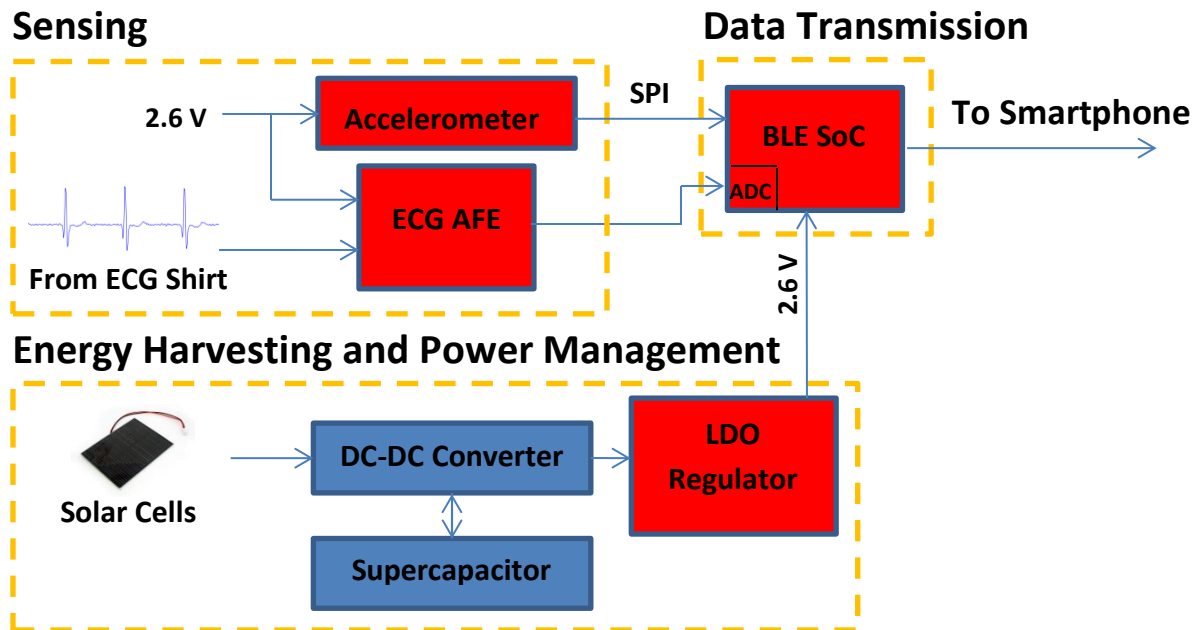 Sensing
Data Transmission
2.6 V
Accelerometer
SPI
BLE SoC
To Smartphone
ADC
ECG AFE
From ECG Shirt
2.6 V
Energy Harvesting and Power Management
Solar Cells
DC-DC Converter
LDO
Regulator
Supercapacitor